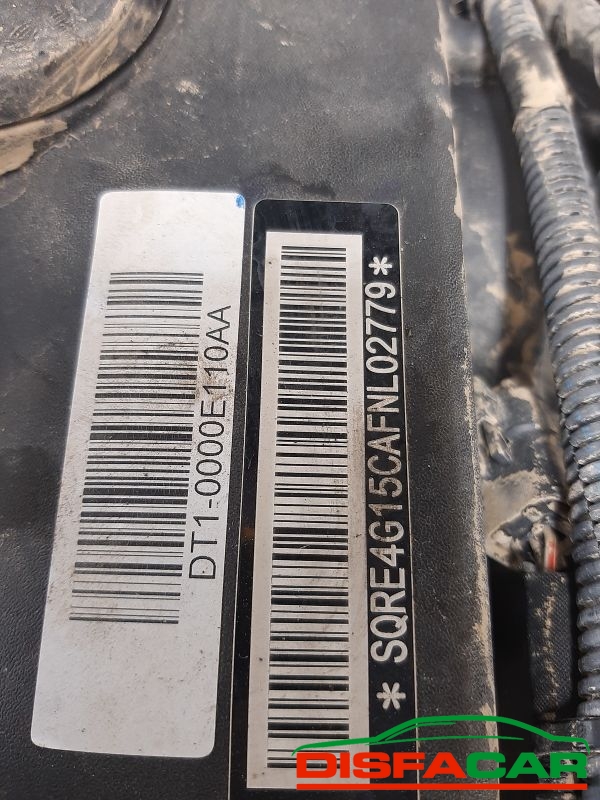 DT1-0000E110AA
*SQRE4G15CAFNL02779*
DISFACAR